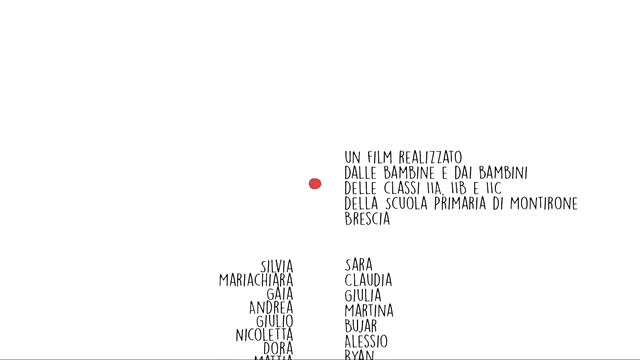 UN FILM REALIZZATO
DALLE BAMBINE E DAI BAMBINI
DELLE CLASSI IIA, IIB E IIC
DELLA SCUOLA PRIMARIA DI MONTIRONE
BRESCIA
SILVIA
MARIACHIARA
GAIA
ANDREA
GIULIO
NICOLETTA
DORA
MATTIA
SARA
CLAUDIA
GIULIA
MARTINA
BUJAR
ALESSIO
RYAN